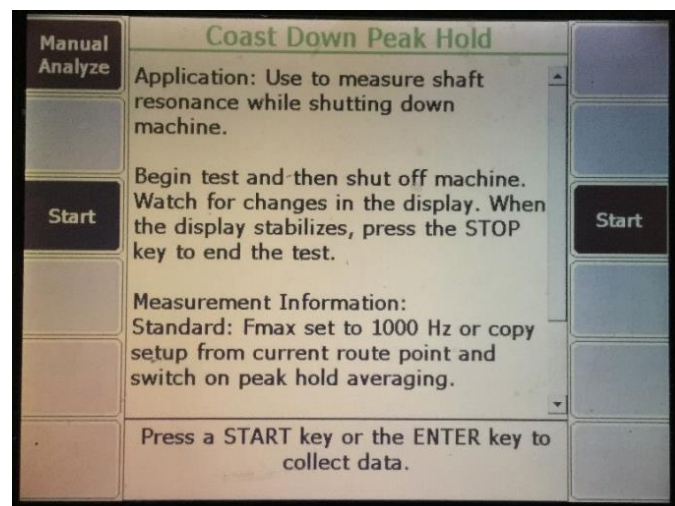 Manual
Analyze
Coast Down Peak Hold
Application: Use to measure shaft
resonance while shutting down
machine.
Begin test and then shut off machine.
Watch for changes in the display. When
the display stabilizes, press the STOP
key to end the test.
Start
Start
Measurement Information:
Standard: Fmax set to 1000 Hz or copy
setup from current route point and
switch on peak hold averaging.
Press a START key or the ENTER key to
collect data.